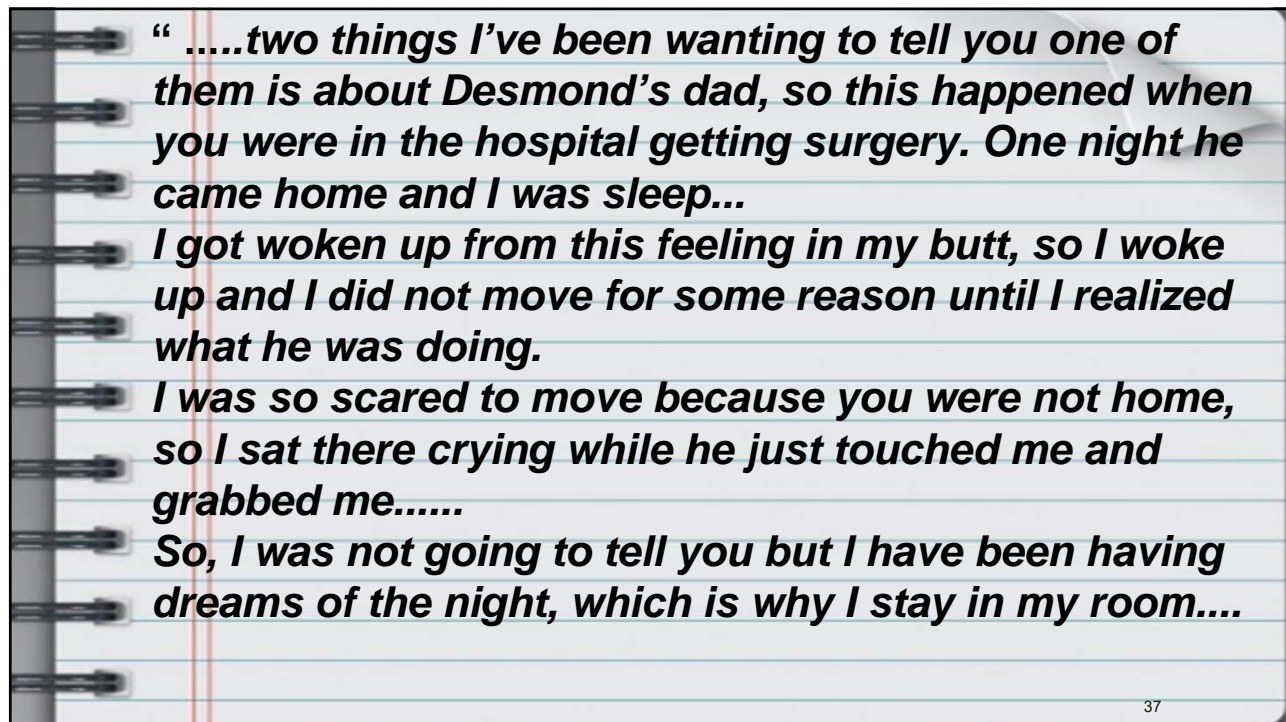 “ .....two things I’ve been wanting to tell you one of
them is about Desmond’s dad, so this happened when
you were in the hospital getting surgery. One night he
came home and I was sleep...
I got woken up from this feeling in my butt, so I woke
up and I did not move for some reason until I realized
what he was doing.
I was so scared to move because you were not home,
so I sat there crying while he just touched me and
grabbed me......
So, I was not going to tell you but I have been having
dreams of the night, which is why I stay in my room....
37